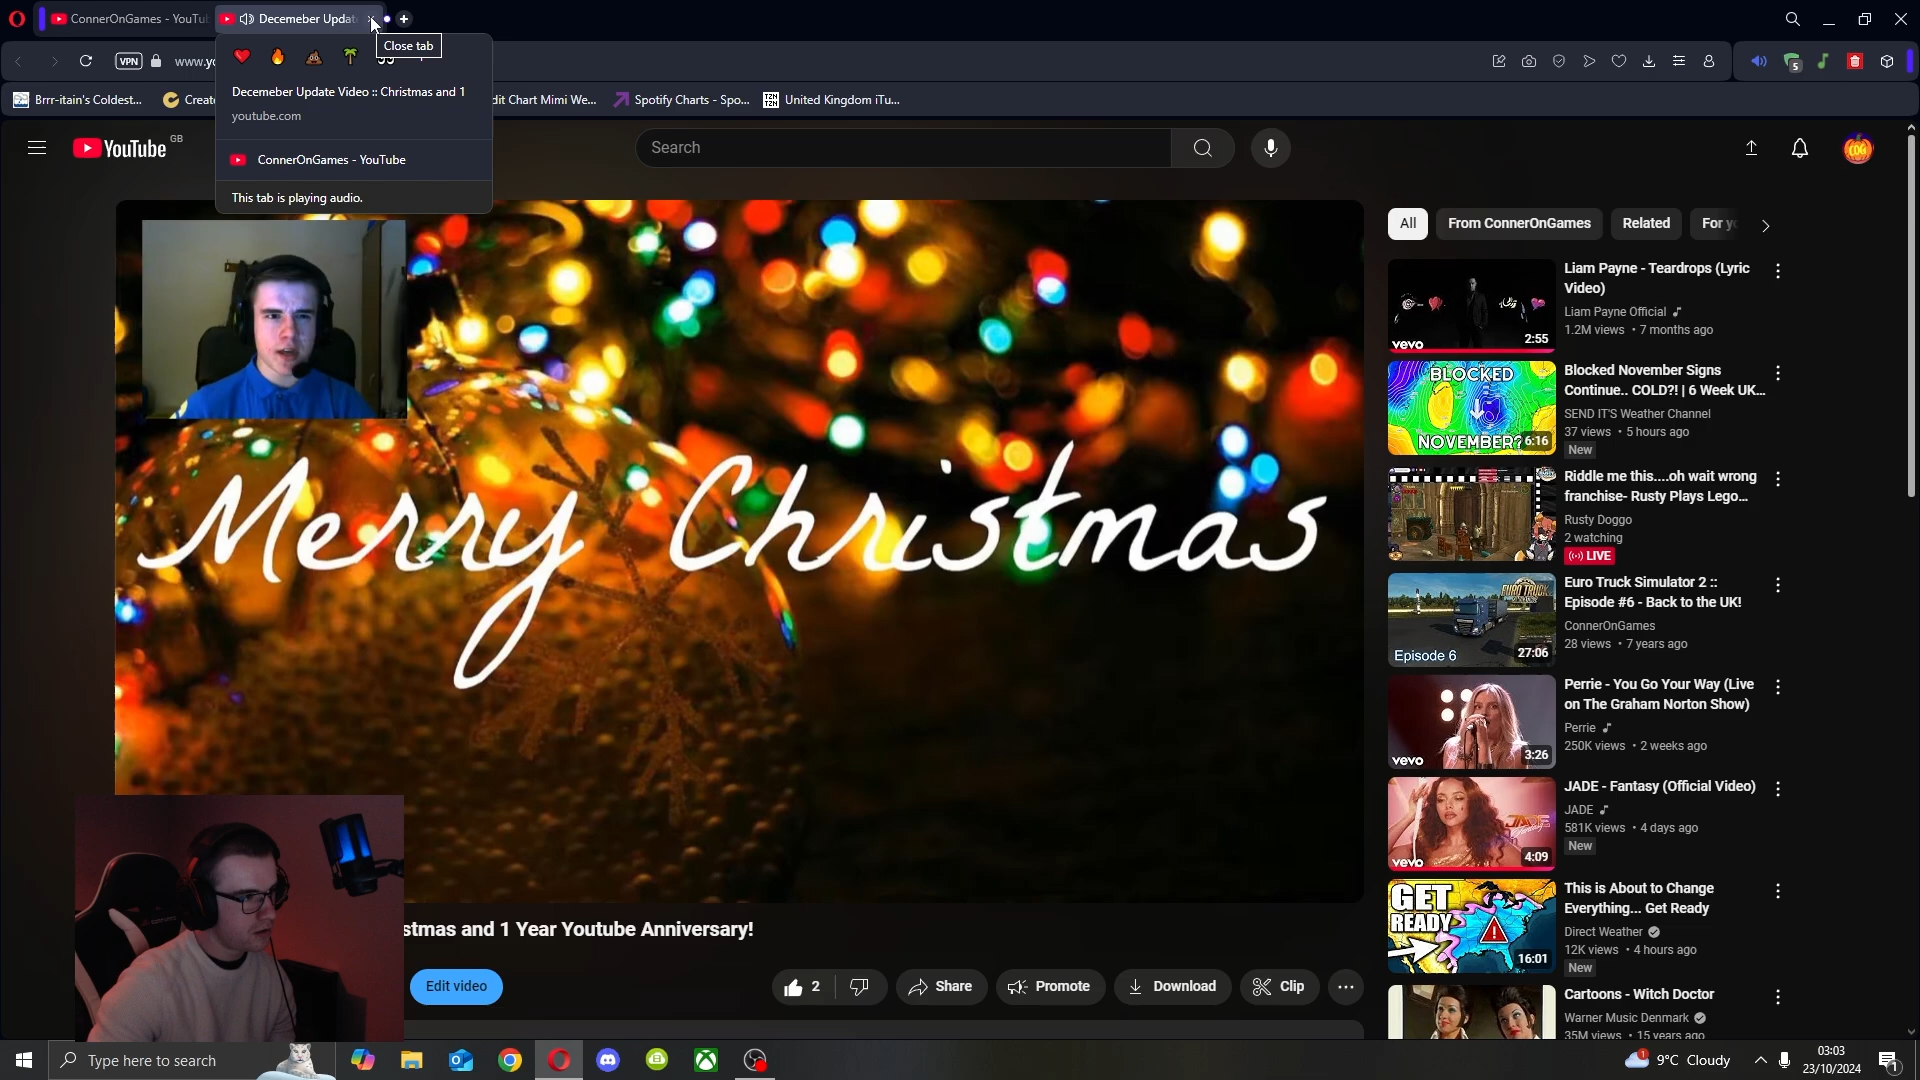 ConnerOnGames - YouTu
Decemeber Updat
Close tab
VPN
www.yo
Decemeber Update Video :: Christmas and 1
youtube.com
ConnerOnGames - YouTube
This tab is playing audio.
Brrr-itain's Coldest...
Create
dit Chart Mimi We...
Spotify Charts - Spo...
United Kingdom iTu...
YouTube GB
Search
COG
Merry Christmas
All
From ConnerOnGames
Related
For yo
Liam Payne - Teardrops (Lyric
Video)
Liam Payne Official
1.2M views • 7 months ago
vevo
2:55
BLOCKED
NOVEMBER?
6:16
Blocked November Signs
Continue.. COLD?! | 6 Week UK...
SEND IT'S Weather Channel
37 views • 5 hours ago
New
Riddle me this....oh wait wrong
franchise- Rusty Plays Lego...
Rusty Doggo
2 watching
LIVE
Euro Truck Simulator 2 ::
Episode #6 - Back to the UK!
ConnerOnGames
28 views • 7 years ago
Episode 6
27:06
Perrie - You Go Your Way (Live
on The Graham Norton Show)
Perrie
250K views • 2 weeks ago
vevo
3:26
JADE - Fantasy (Official Video)
JADE
581K views • 4 days ago
New
vevo
4:09
GET
READY
16:01
This is About to Change
Everything... Get Ready
Direct Weather
12K views • 4 hours ago
New
Cartoons - Witch Doctor
Warner Music Denmark
35M views • 15 years ago
stmas and 1 Year Youtube Anniversary!
Edit video
2
Share
Promote
Download
Clip
Type here to search
1
9°C Cloudy
03:03
23/10/2024
1